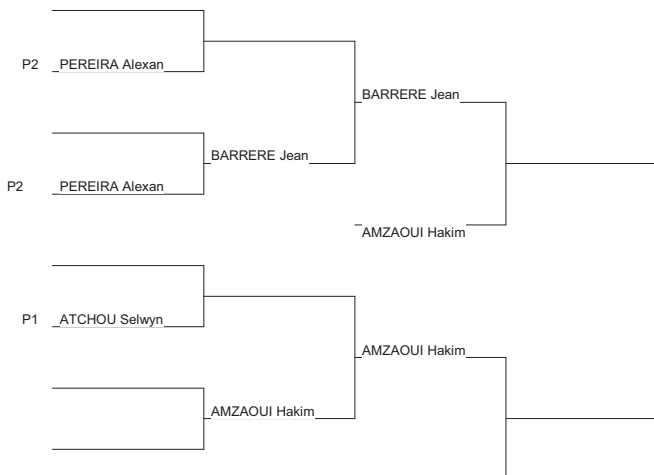 P2 PEREIRA Alexan
BARRERE Jean
BARRERE Jean
P2 PEREIRA Alexan
AMZAOUI Hakim
P1 ATCHOU Selwyn
AMZAOUI Hakim
AMZAOUI Hakim